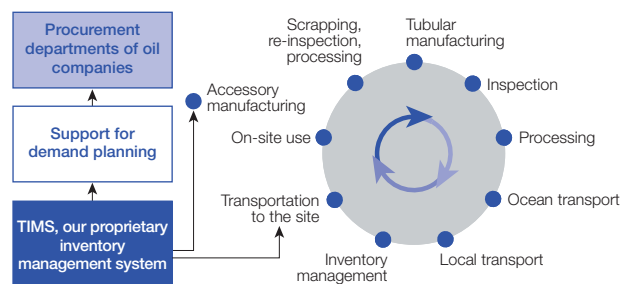 Procurement
departments of oil
companies
Support for
demand planning
TIMS, our proprietary
inventory
management system
Accessory
manufacturing
Scrapping,
re-inspection,
processing
Tubular
manufacturing
Inspection
Processing
Ocean transport
Local transport
Inventory
management
Transportation
to the site
On-site use